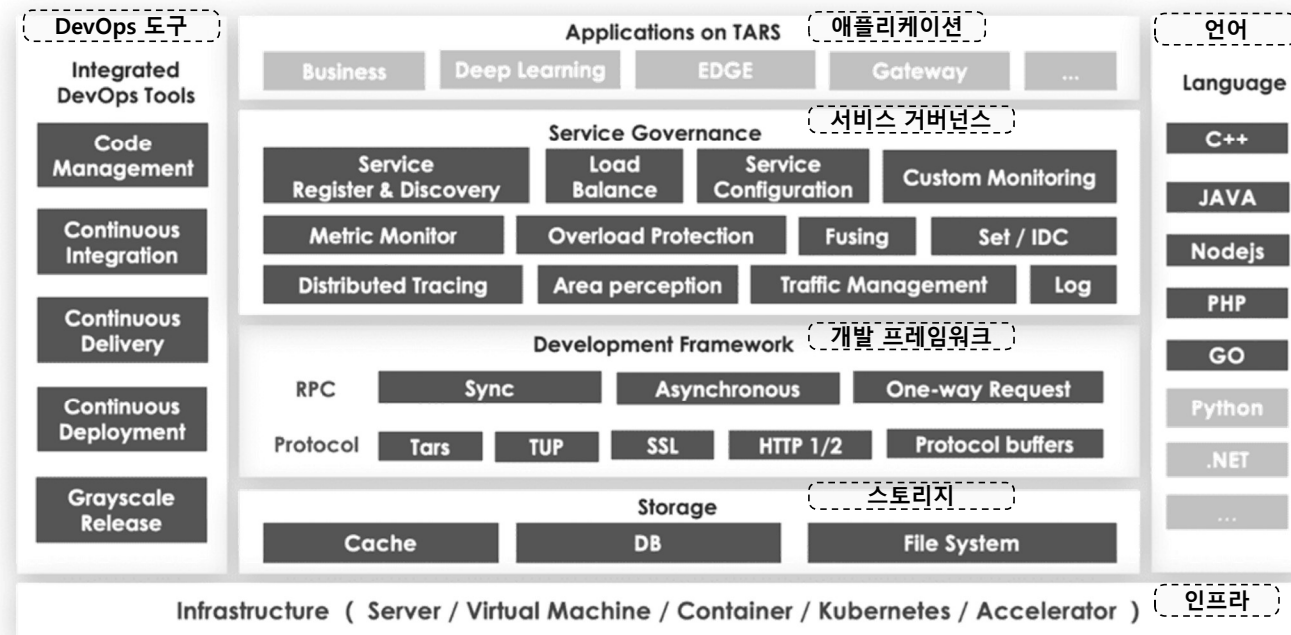 DevOps 도구
Integrated
DevOps Tools
Code
Management
Continuous
Integration
Continuous
Delivery
Continuous
Deployment
Grayscale
Release
Applications on TARS 애플리케이션
Business Deep Learning EDGE Gateway ...
Service Governance 서비스 거버넌스
Service
Register & Discovery
Load
Balance
Service
Configuration
Custom Monitoring
Metric Monitor Overload Protection Fusing Set / IDC
Distributed Tracing Area perception Traffic Management Log
Development Framework 개발 프레임워크
RPC Sync Asynchronous One-way Request
Protocol Tars TUP SSL HTTP 1/2 Protocol buffers
Storage 스토리지
Cache DB File System
언어
Language
C++
JAVA
Nodejs
PHP
GO
Python
.NET
...
Infrastructure ( Server / Virtual Machine / Container / Kubernetes / Accelerator ) 인프라